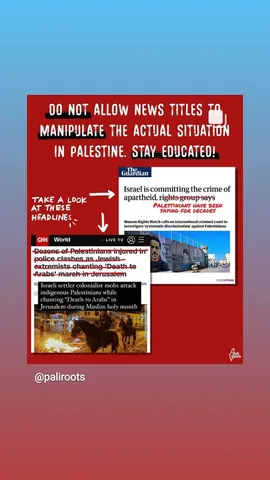 DO NOT ALLOW NEWS TITLES TO
MANIPULATE THE ACTUAL SITUATION
IN PALESTINE. STAY EDUCATED!
The Guardian
TAKE A LOOK
AT THESE
HEADLINES
Israel is committing the crime of
apartheid, rights group says
PALESTINIANS HAVE BEEN
SAYING FOR DECADES
Human Rights Watch calls on international criminal court to
investigate 'systematic discrimination' against Palestinians
CNN World
LIVE TV
Dozens of Palestinians injured in
police clashes as Jewish
extremists chanting 'Death to
Arabs' march in Jerusalem
Israeli settler colonialist mobs attack
indigenous Palestinians while
chanting "Death to Arabs" in
Jerusalem during Muslim holy month
@paliroots